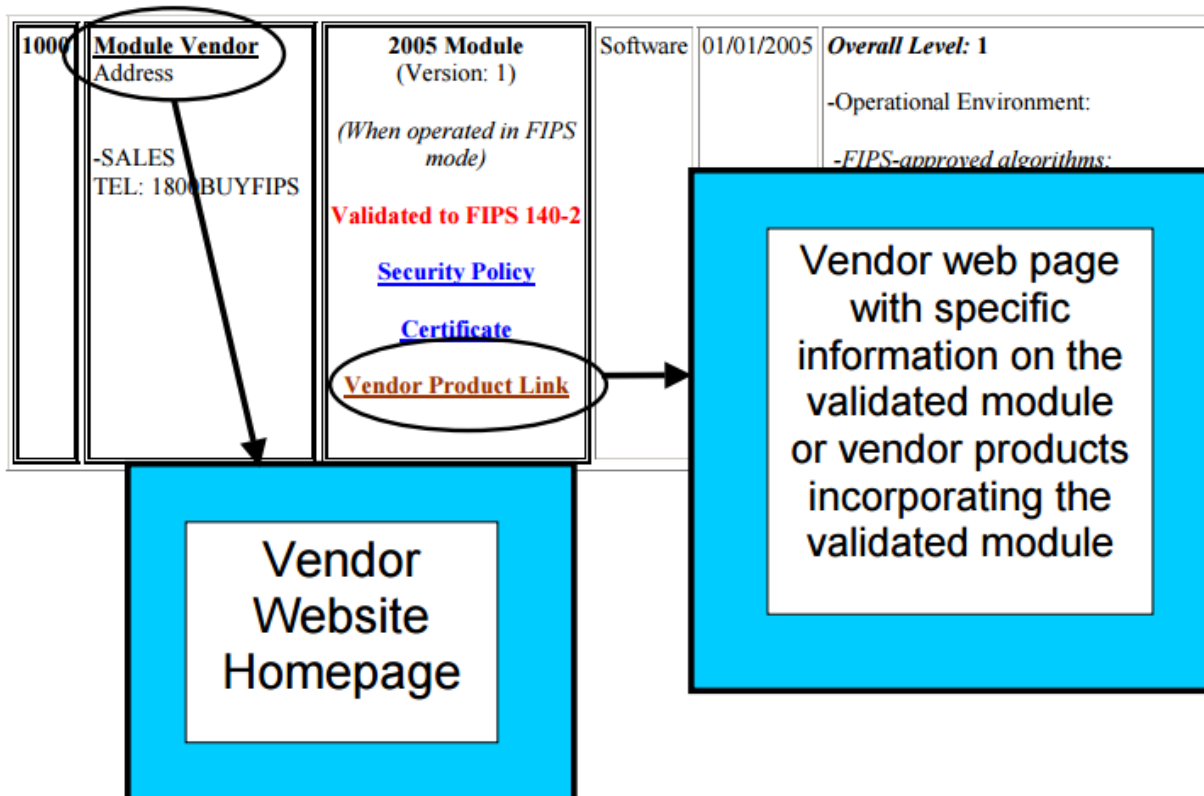 1000
Module Vendor
Address
-SALES
TEL: 1800BUYFIPS
2005 Module
(Version: 1)
(When operated in FIPS
mode)
Validated to FIPS 140-2
Security Policy
Certificate
Vendor Product Link
Software
01/01/2005
Overall Level: 1
-Operational Environment:
-FIPS-approved algorithms:
Vendor web page
with specific
information on the
validated module
or vendor products
incorporating the
validated module
Vendor
Website
Homepage